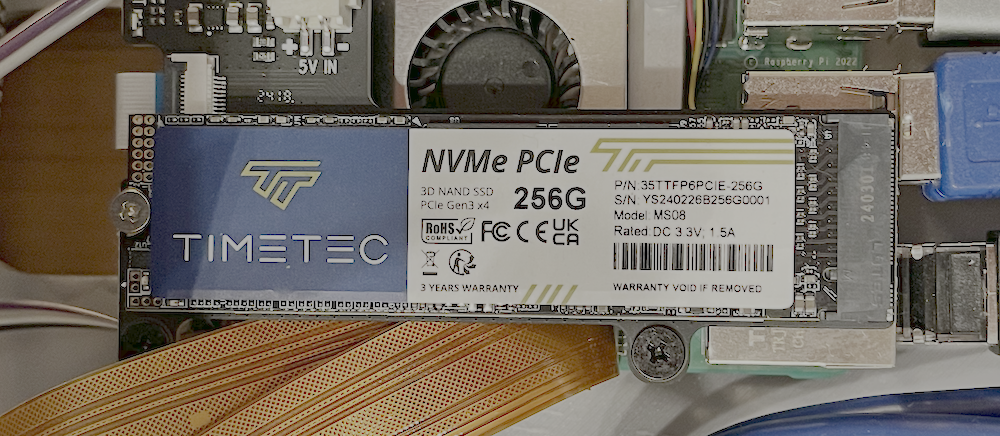 5V IN
2418
© Raspberry Pi 2022
TIMETEC
NVMe PCIe
3D NAND SSD
PCIe Gen3 x4
256G
RoHS
COMPLIANT
FC CE UK
CA
3 YEARS WARRANTY
P/N:35TTFP6PCIE-256G
S/N: YS240226B256G0001
Model: MS08
Rated:DC 3.3V, 1.5A
WARRANTY VOID IF REMOVED